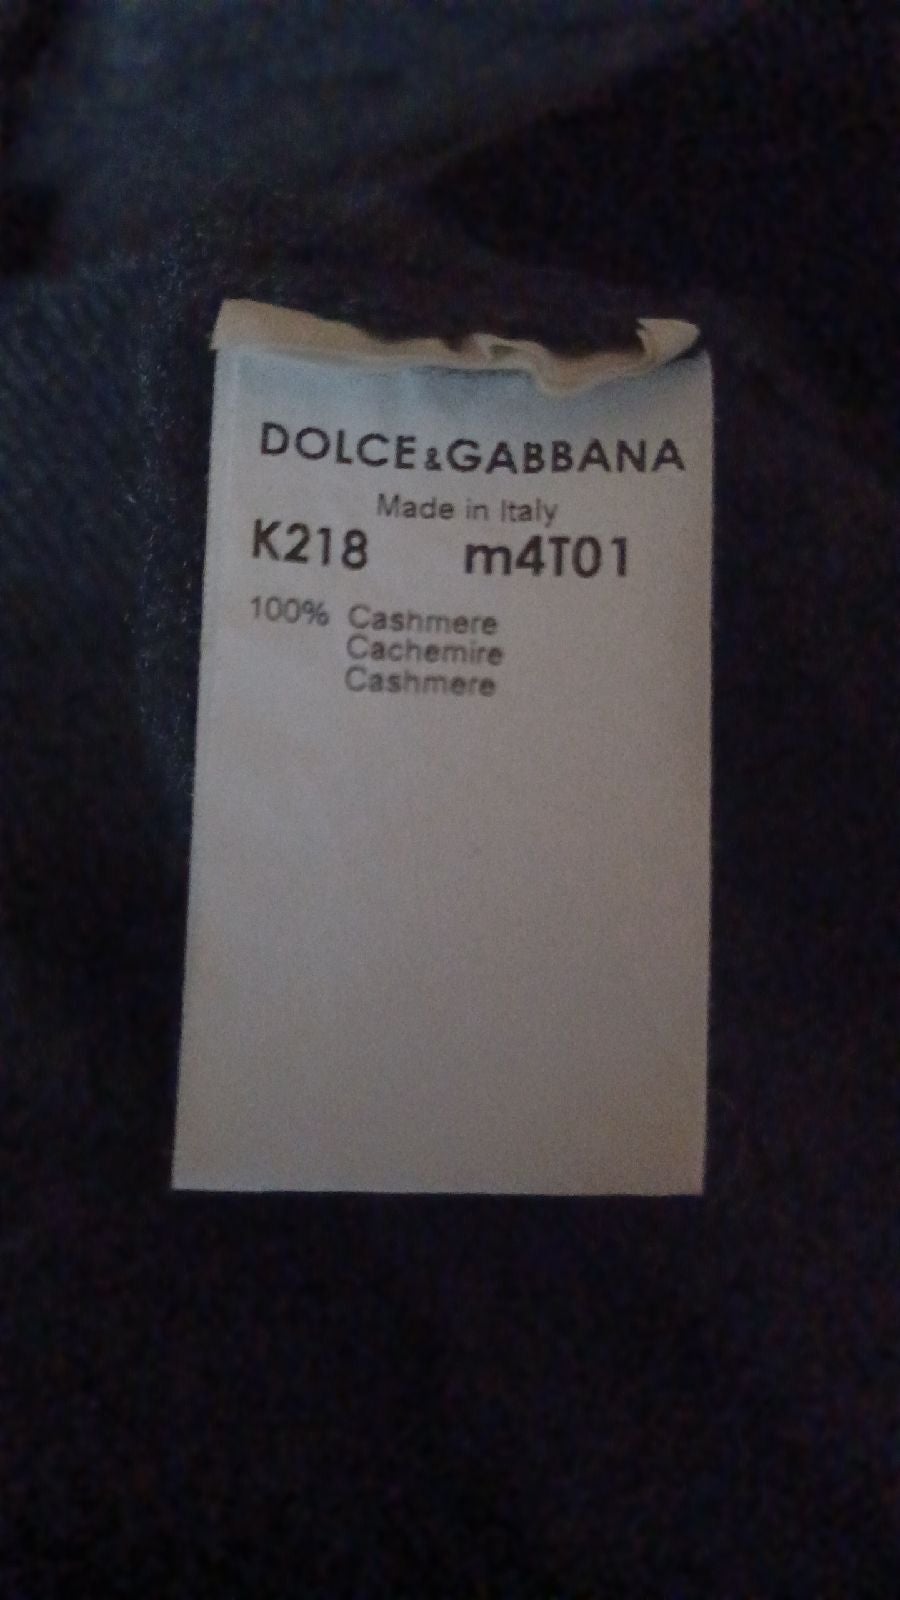 DOLCE&GABBANA
Made in Italy
K218 m4T01
100% Cashmere
Cachemire
Cashmere